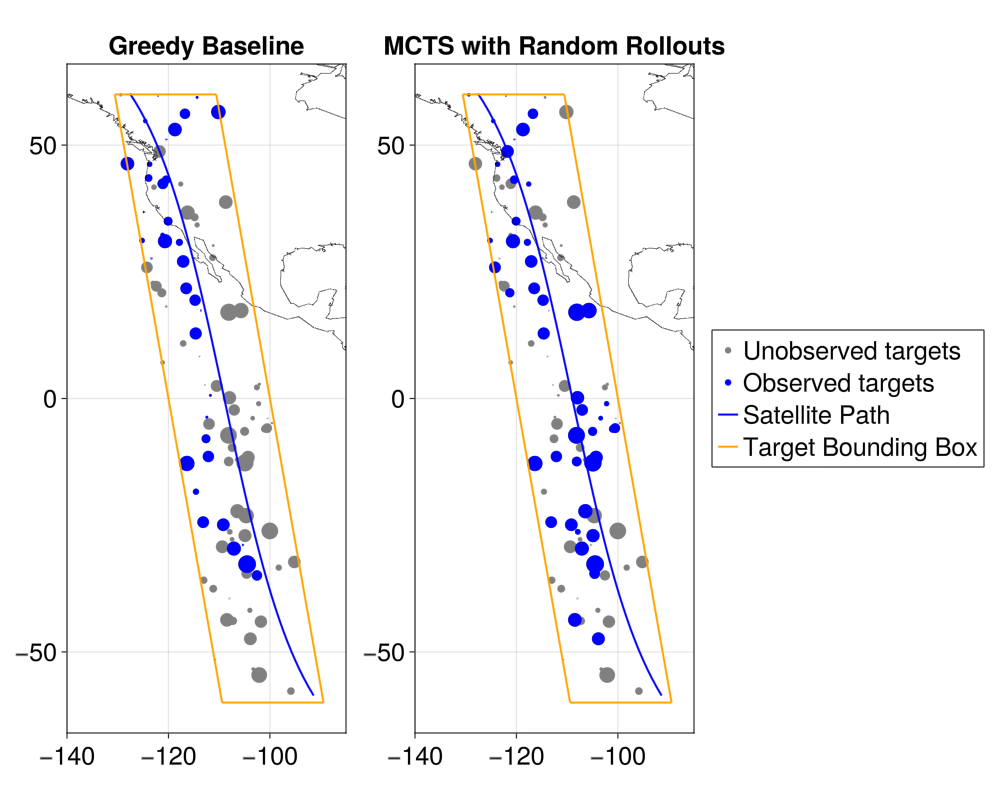 Greedy Baseline
MCTS with Random Rollouts
50
0
−50
−140
−120
−100
50
0
−50
−140
−120
−100
Unobserved targets
Observed targets
Satellite Path
Target Bounding Box